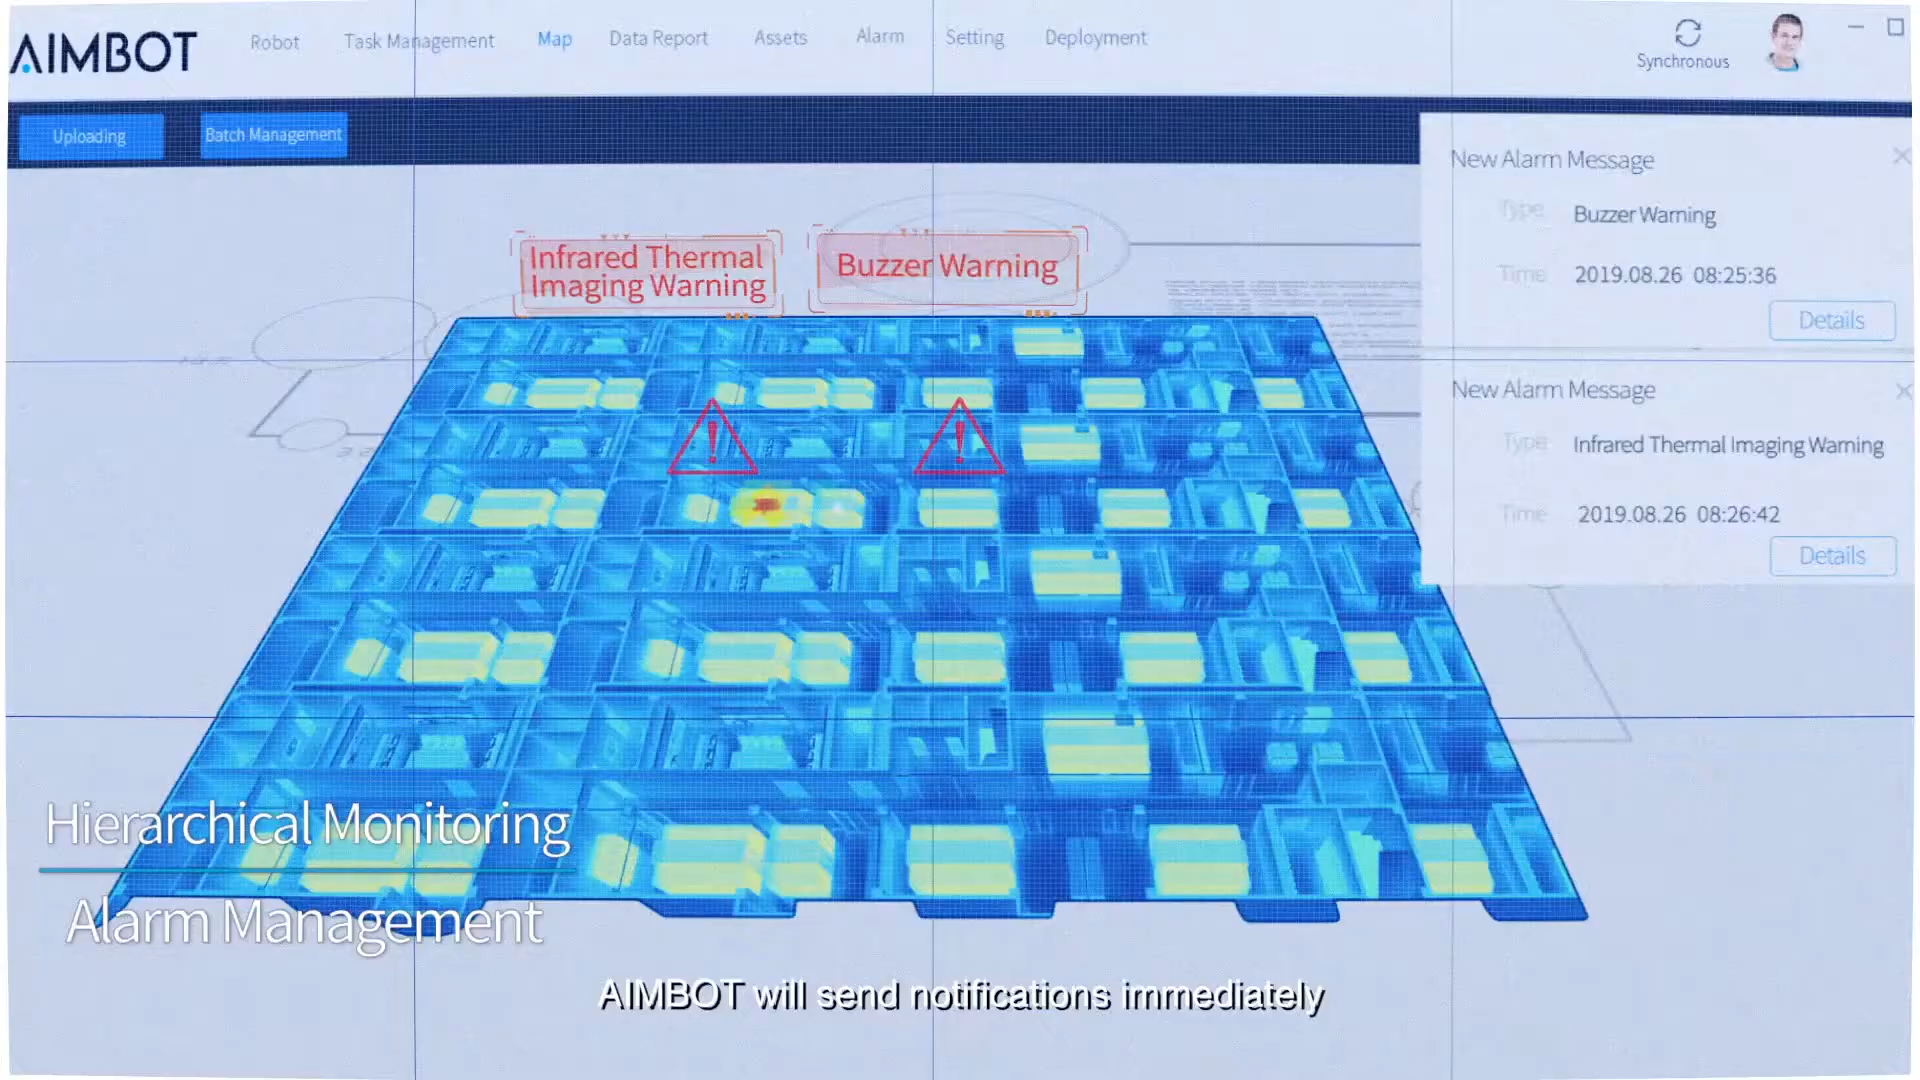 AIMBOT
Robot
Task Management
Map
Data Report
Assets
Alarm
Setting
Deployment
Synchronous
Uploading
Batch Management
New Alarm Message
Type
Buzzer Warning
Time
2019.08.26 08:25:36
Details
New Alarm Message
Type
Infrared Thermal Imaging Warning
Time
2019.08.26 08:26:42
Details
Infrared Thermal
Imaging Warning
Buzzer Warning
Hierarchical Monitoring
Alarm Management
AIMBOT will send notifications immediately